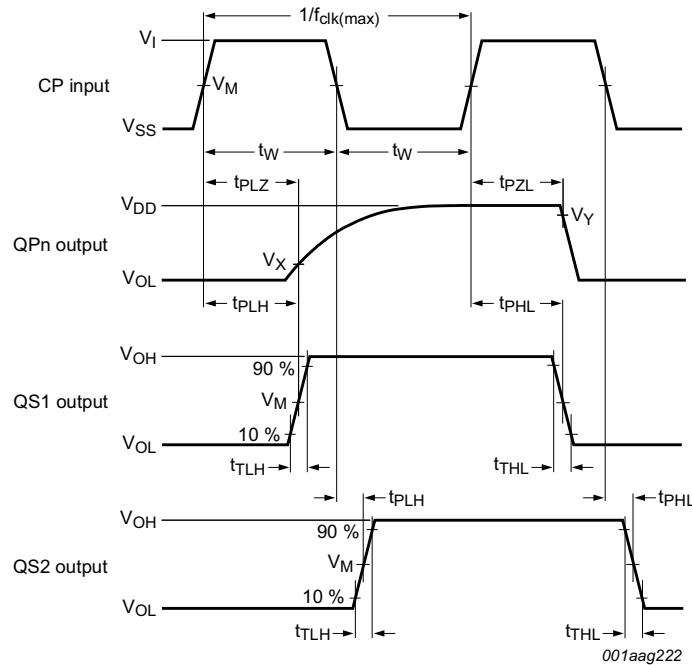 1/fclk(max)
VI
CP input
VM
VSS
tW
tW
tPLZ
tPZL
VDD
VY
QPn output
VX
VOL
tPLH
tPHL
VOH
90 %
QS1 output
VM
10 %
VOL
tTLH
tTHL
tPLH
tPHL
VOH
90 %
VM
QS2 output
10 %
VOL
tTLH
tTHL
001aag222